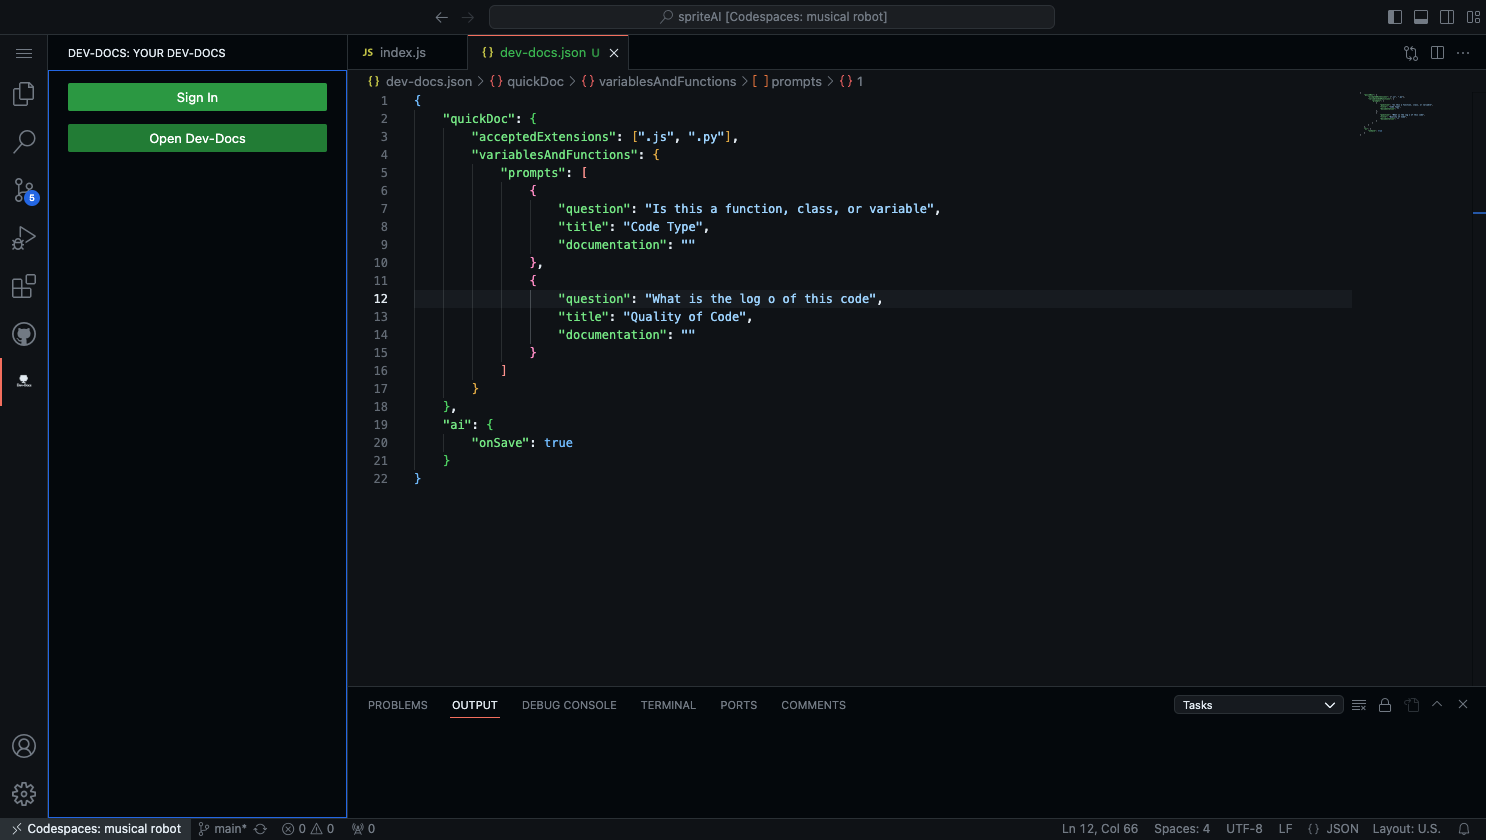 spriteAI [Codespaces: musical robot]
DEV-DOCS: YOUR DEV-DOCS
JS index.js
{} dev-docs.json U
Sign In
Open Dev-Docs
{} dev-docs.json > {} quickDoc > {} variablesAndFunctions > [ ] prompts > {} 1
1 {
2 "quickDoc": {
3 "acceptedExtensions": [".js", ".py"],
4 "variablesAndFunctions": {
5 "prompts": [
6 {
7 "question": "Is this a function, class, or variable",
8 "title": "Code Type",
9 "documentation": ""
10 },
11 {
12 "question": "What is the log o of this code",
13 "title": "Quality of Code",
14 "documentation": ""
15 }
16 ]
17 }
18 },
19 "ai": {
20 "onSave": true
21 }
22 }
5
Dev-Docs
PROBLEMS OUTPUT DEBUG CONSOLE TERMINAL PORTS COMMENTS
Tasks
Codespaces: musical robot main* 0 0 0
Ln 12, Col 66 Spaces: 4 UTF-8 LF {} JSON Layout: U.S.